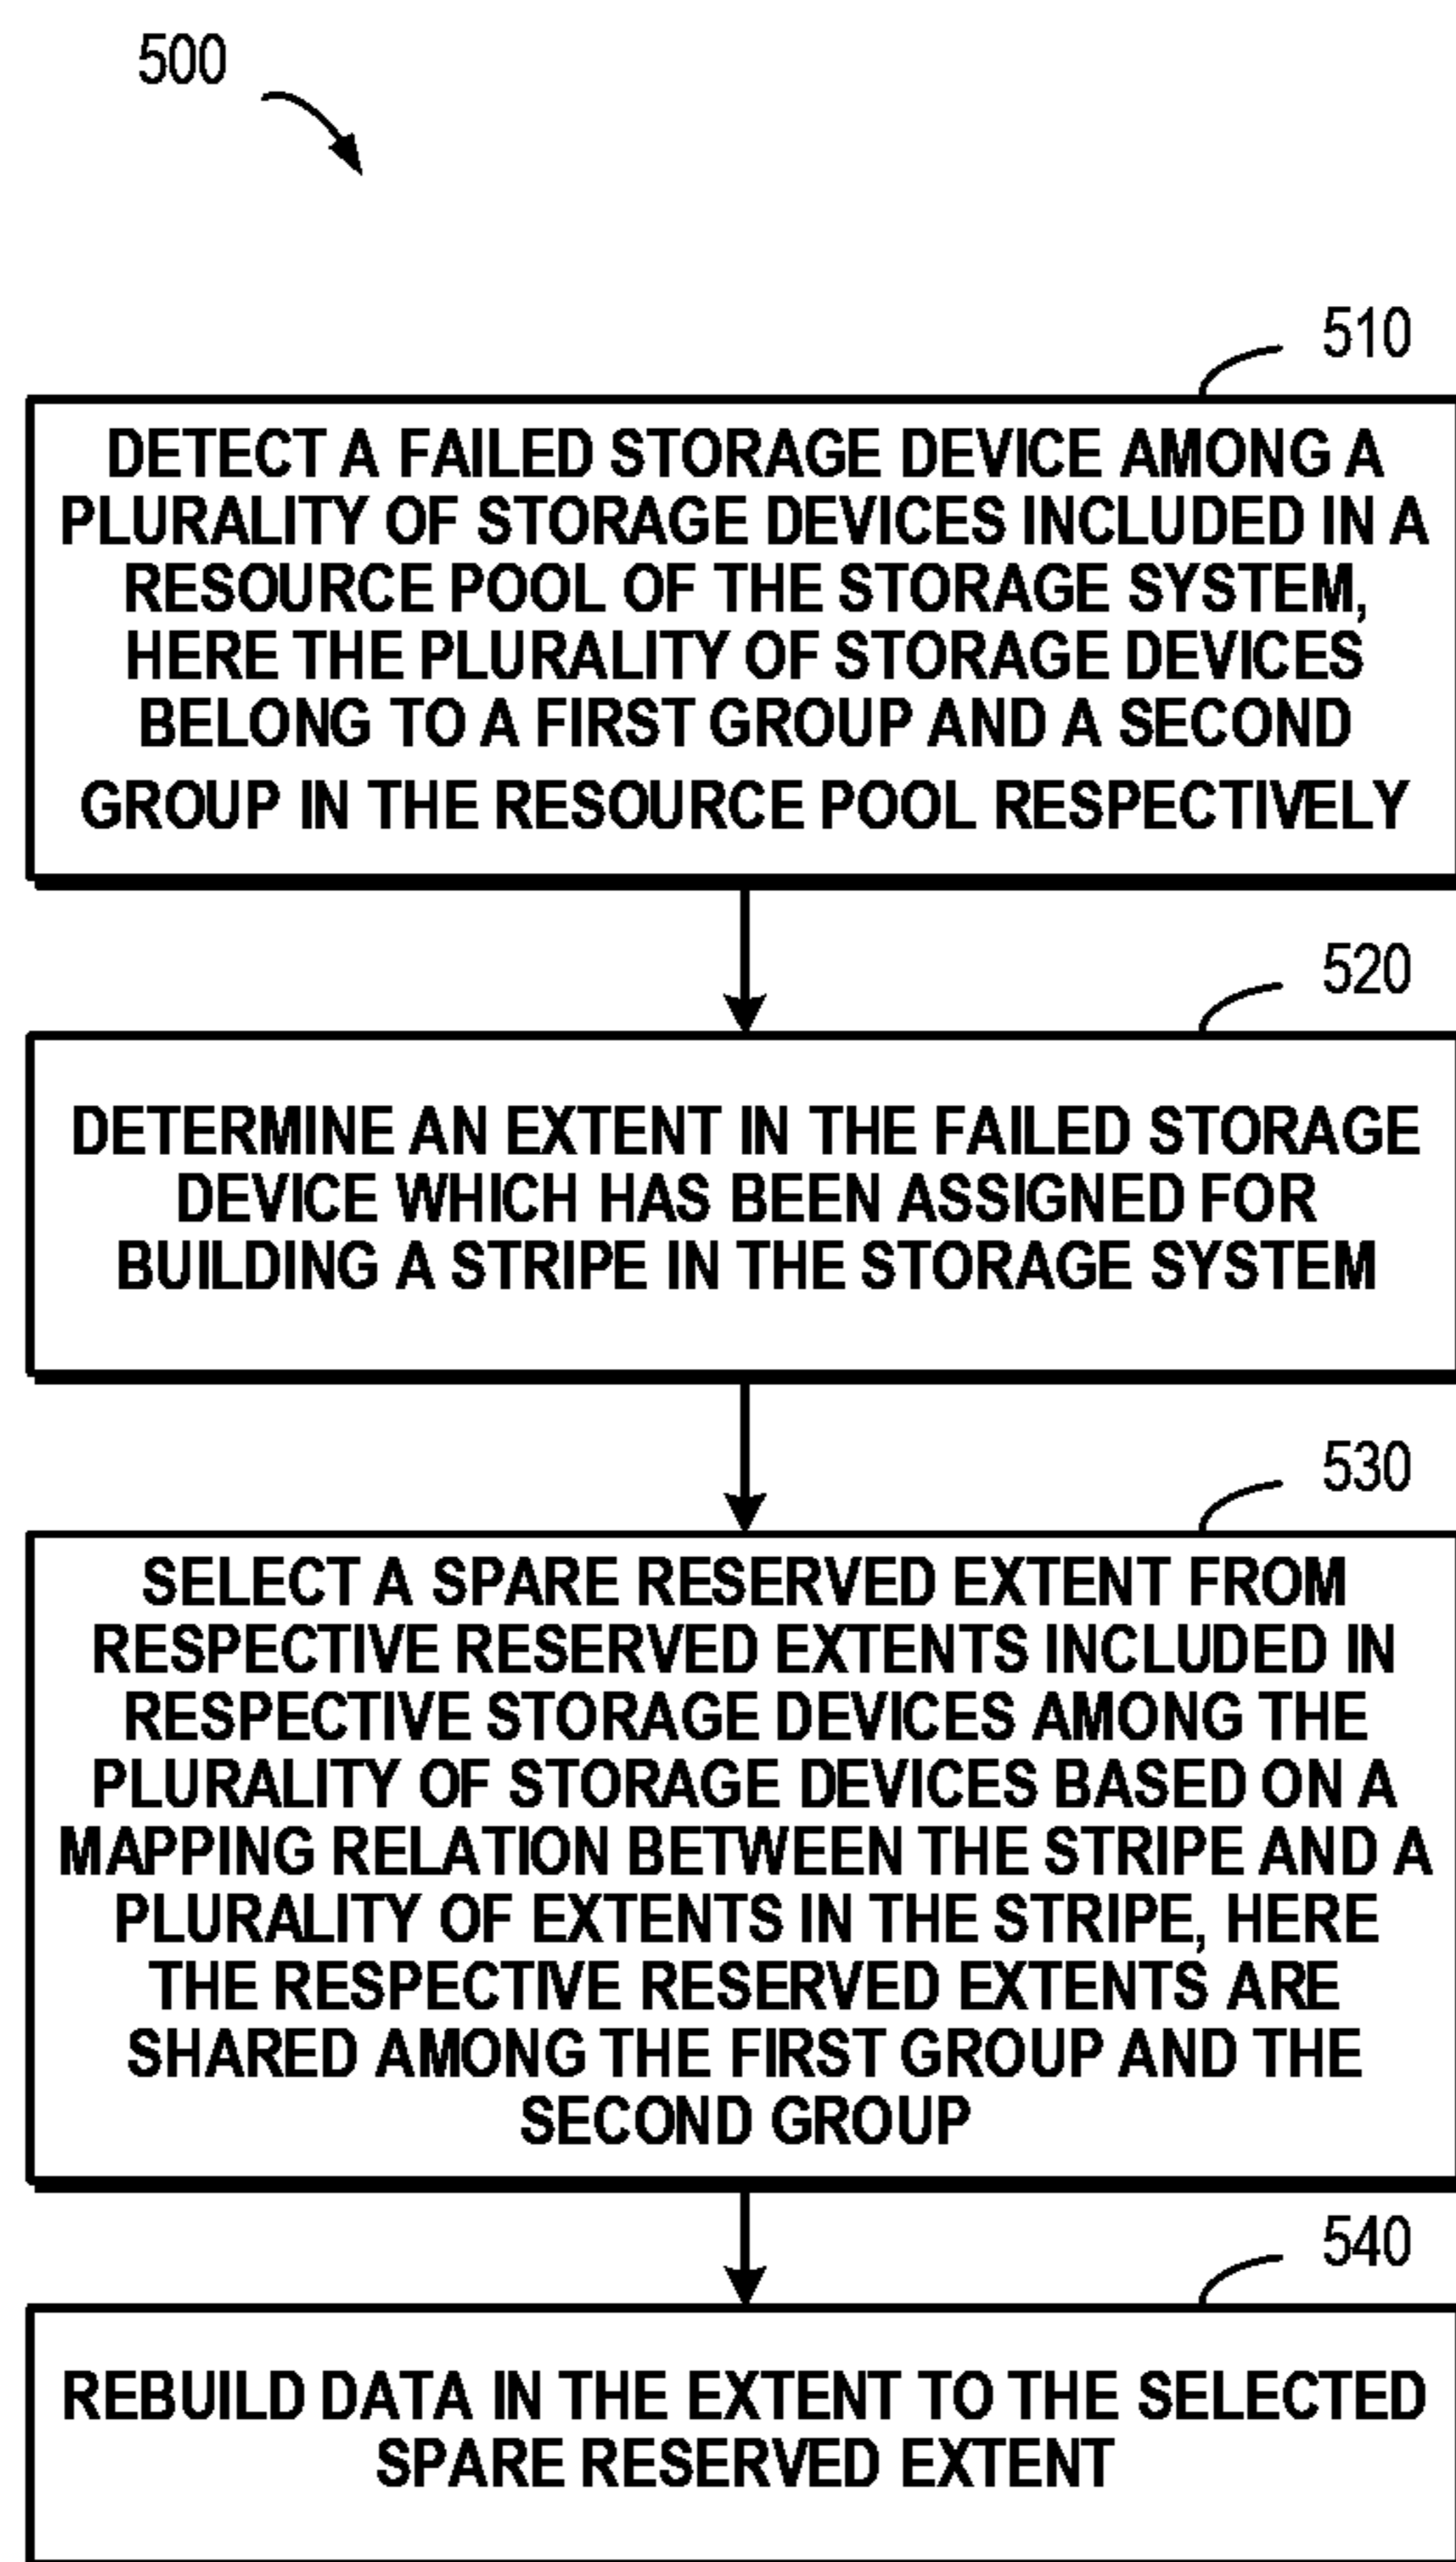 500
510
DETECT A FAILED STORAGE DEVICE AMONG A
PLURALITY OF STORAGE DEVICES INCLUDED IN A
RESOURCE POOL OF THE STORAGE SYSTEM,
HERE THE PLURALITY OF STORAGE DEVICES
BELONG TO A FIRST GROUP AND A SECOND
GROUP IN THE RESOURCE POOL RESPECTIVELY
520
DETERMINE AN EXTENT IN THE FAILED STORAGE
DEVICE WHICH HAS BEEN ASSIGNED FOR
BUILDING A STRIPE IN THE STORAGE SYSTEM
530
SELECT A SPARE RESERVED EXTENT FROM
RESPECTIVE RESERVED EXTENTS INCLUDED IN
RESPECTIVE STORAGE DEVICES AMONG THE
PLURALITY OF STORAGE DEVICES BASED ON A
MAPPING RELATION BETWEEN THE STRIPE AND A
PLURALITY OF EXTENTS IN THE STRIPE, HERE
THE RESPECTIVE RESERVED EXTENTS ARE
SHARED AMONG THE FIRST GROUP AND THE
SECOND GROUP
540
REBUILD DATA IN THE EXTENT TO THE SELECTED
SPARE RESERVED EXTENT